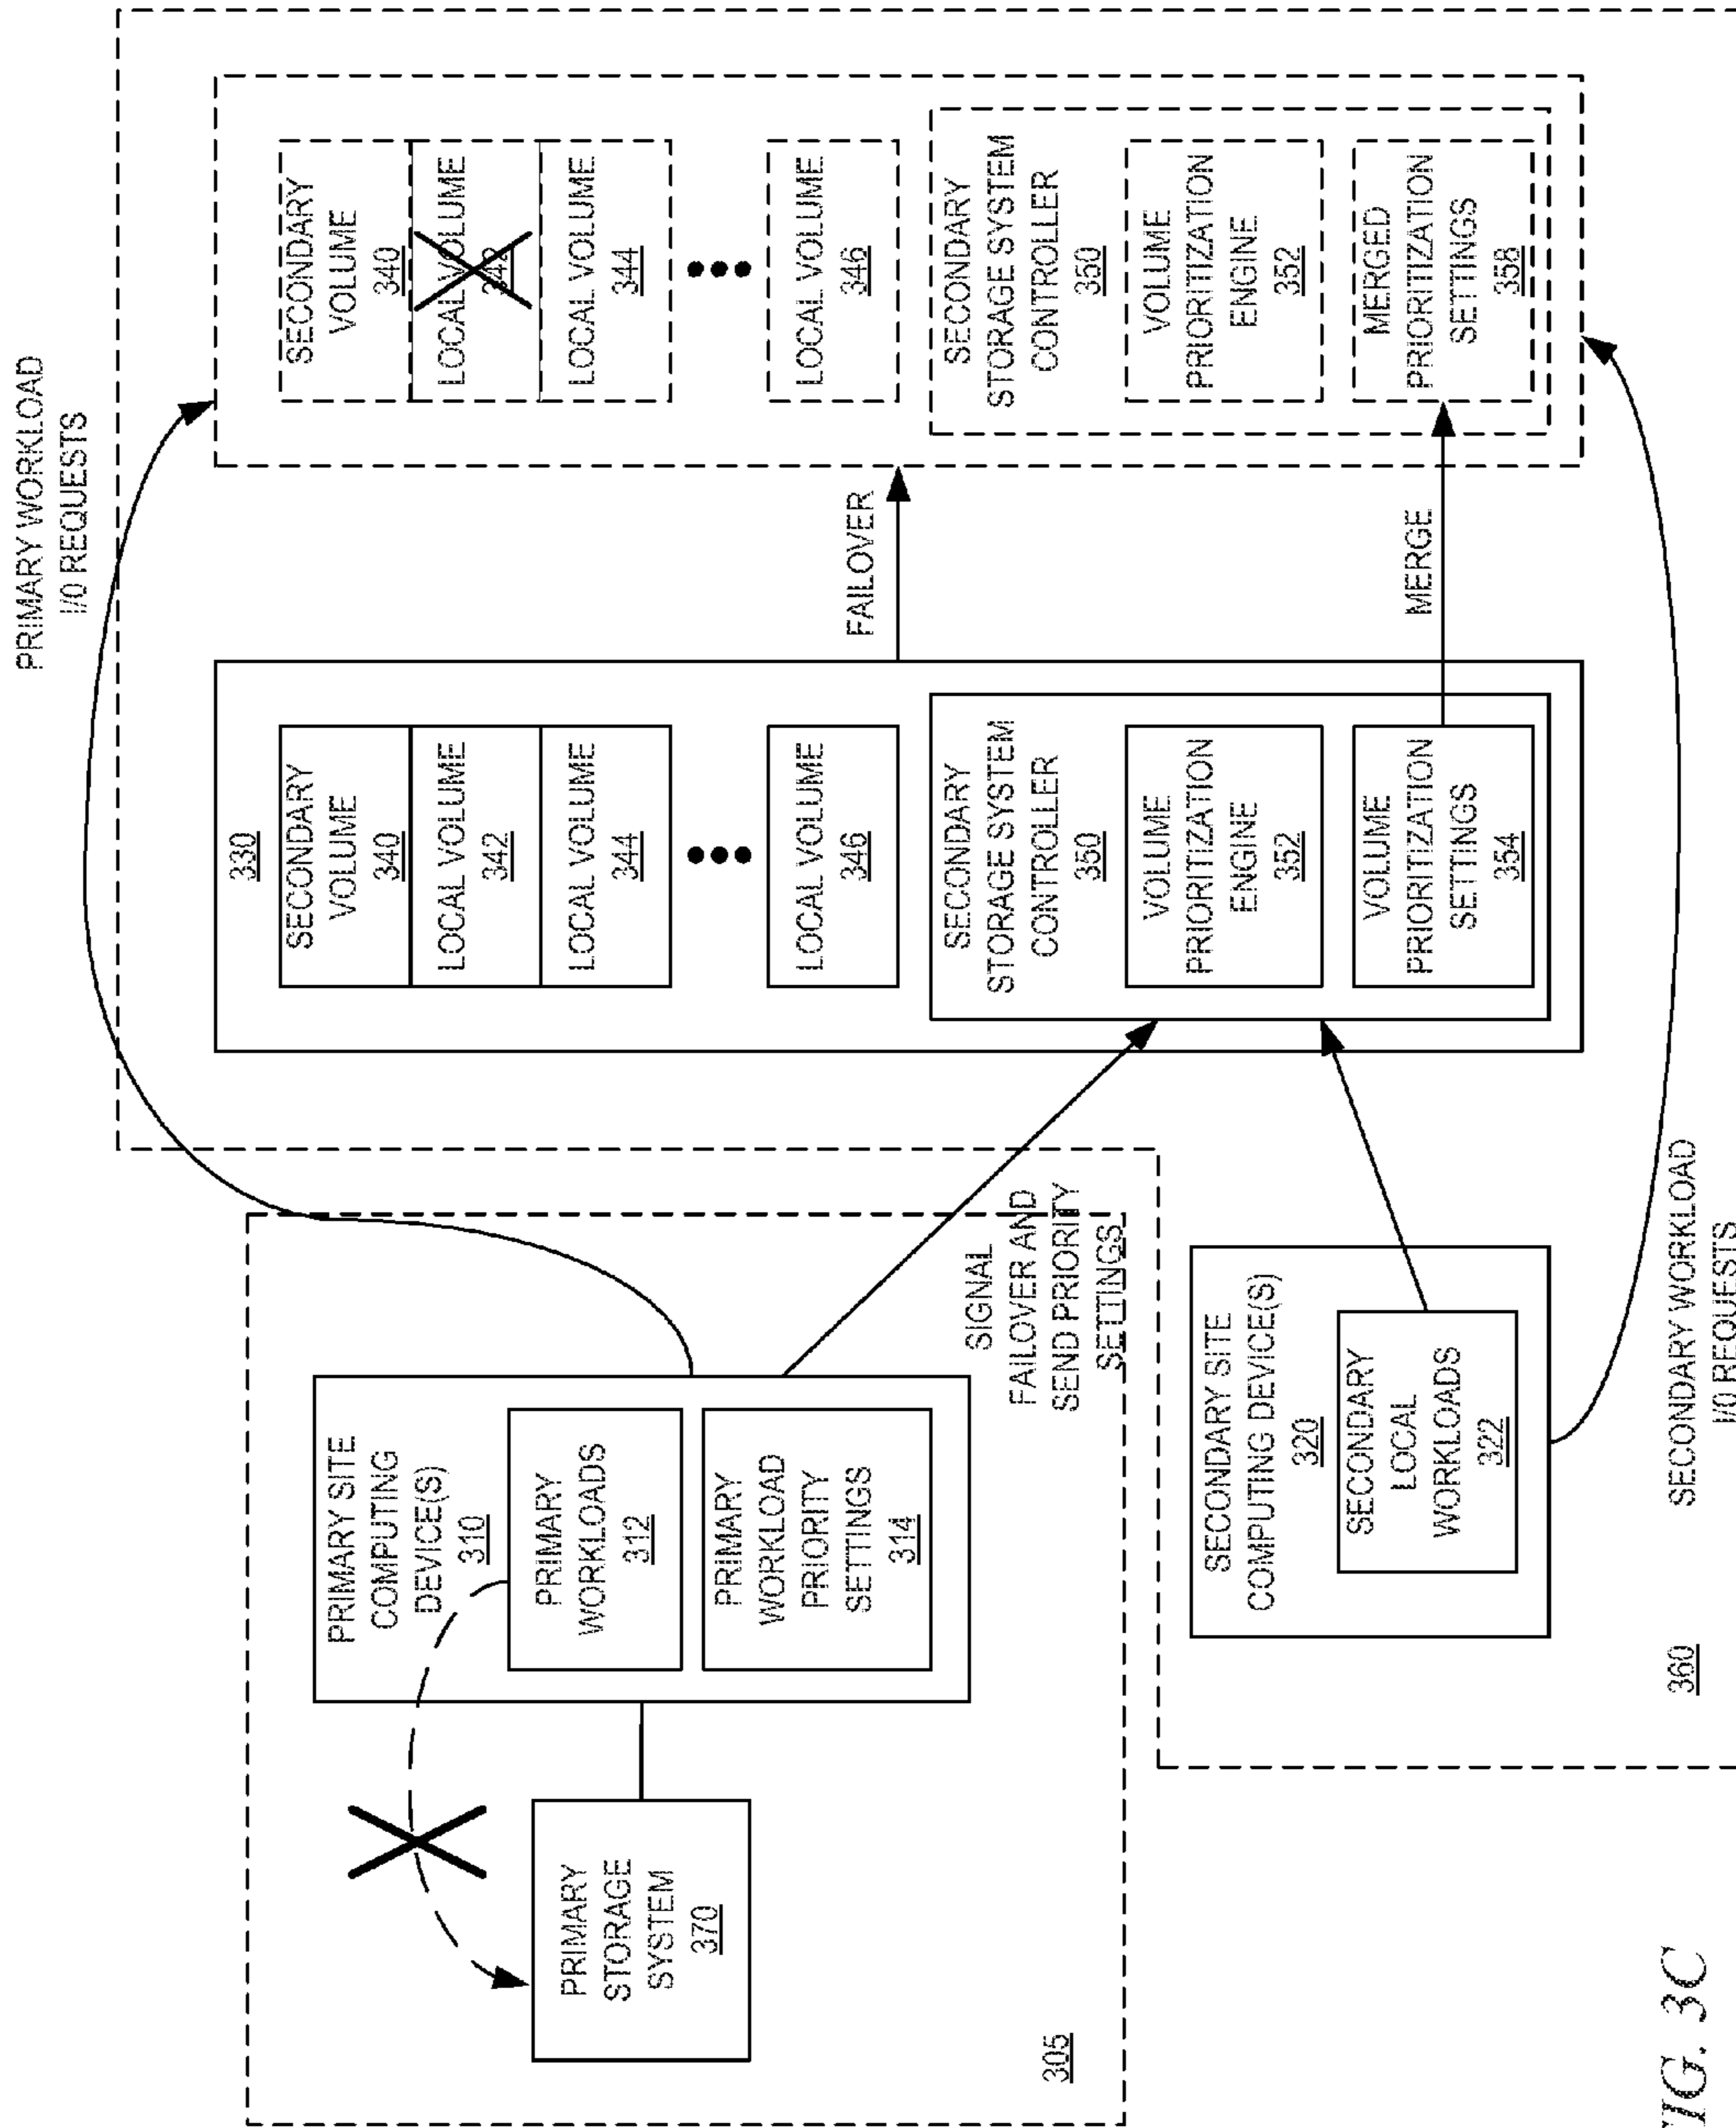 PRIMARY WORKLOAD
I/O REQUESTS
305
PRIMARY
STORAGE
SYSTEM
370
PRIMARY SITE
COMPUTING
DEVICE(S)
310
PRIMARY
WORKLOADS
312
PRIMARY
WORKLOAD
PRIORITY
SETTINGS
314
SIGNAL
FAILOVER AND
SEND PRIORITY
SETTINGS
SECONDARY SITE
COMPUTING DEVICE(S)
320
SECONDARY
LOCAL
WORKLOADS
322
360
SECONDARY WORKLOAD
I/O REQUESTS
330
SECONDARY
VOLUME
340
LOCAL VOLUME
342
LOCAL VOLUME
344
LOCAL VOLUME
346
SECONDARY
STORAGE SYSTEM
CONTROLLER
350
VOLUME
PRIORITIZATION
ENGINE
352
VOLUME
PRIORITIZATION
SETTINGS
354
FAILOVER
MERGE
SECONDARY
VOLUME
340
LOCAL VOLUME
342
LOCAL VOLUME
344
LOCAL VOLUME
346
SECONDARY
STORAGE SYSTEM
CONTROLLER
350
VOLUME
PRIORITIZATION
ENGINE
352
MERGED
PRIORITIZATION
SETTINGS
358
FIG. 3C